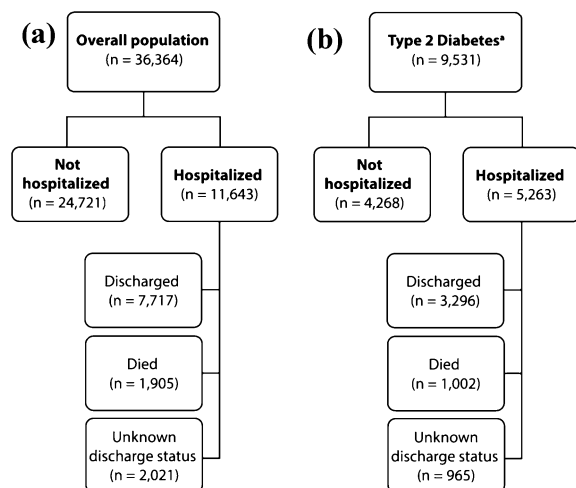 (a)
Overall population
(n = 36,364)
Not
hospitalized
(n = 24,721)
Hospitalized
(n = 11,643)
Discharged
(n = 7,717)
Died
(n = 1,905)
Unknown
discharge status
(n = 2,021)
(b)
Type 2 Diabetesª
(n = 9,531)
Not
hospitalized
(n = 4,268)
Hospitalized
(n = 5,263)
Discharged
(n = 3,296)
Died
(n = 1,002)
Unknown
discharge status
(n = 965)